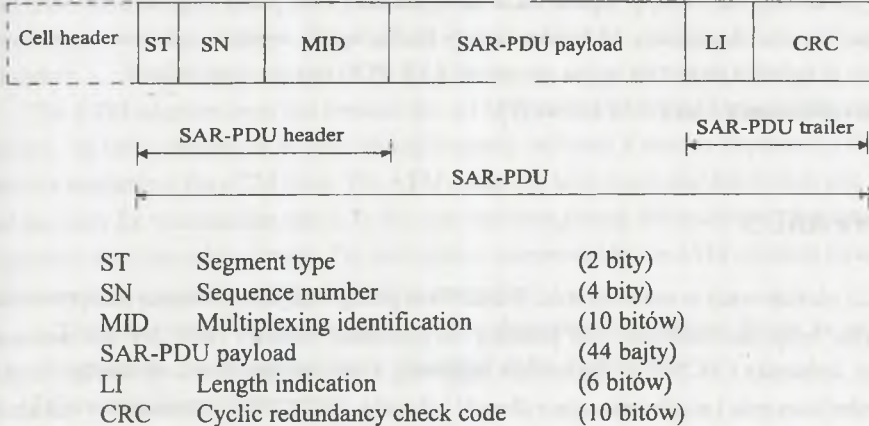 Cell header ST SN MID SAR-PDU payload LI CRC
SAR-PDU header SAR-PDU trailer
SAR-PDU
ST Segment type (2 bity)
SN Sequence number (4 bity)
MID Multiplexing identification (10 bitów)
SAR-PDU payload (44 bajty)
LI Length indication (6 bitów)
CRC Cyclic redundancy check code (10 bitów)